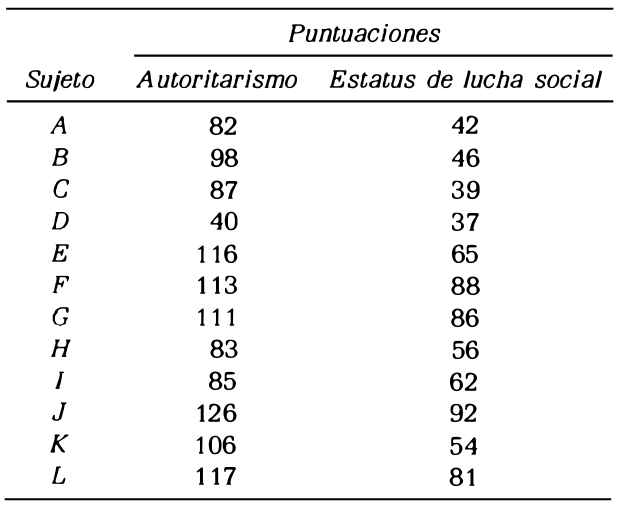 Puntuaciones
Sujeto Autoritarismo Estatus de lucha social
A 82 42
B 98 46
C 87 39
D 40 37
E 116 65
F 113 88
G 111 86
H 83 56
I 85 62
J 126 92
K 106 54
L 117 81